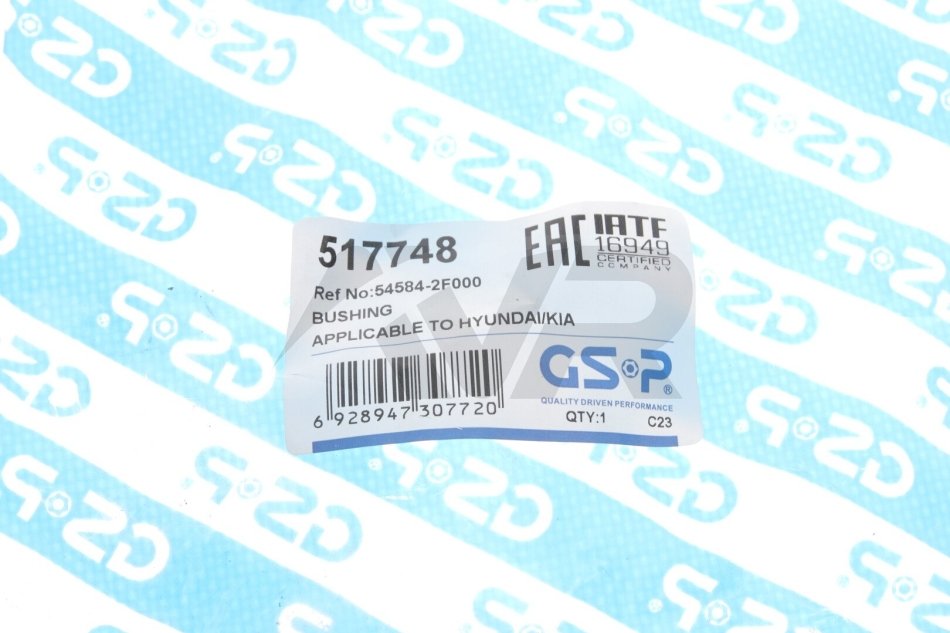 517748
EAC
IATF
16949
CERTIFIED
COMPANY
Ref No:54584-2F000
BUSHING
APPLICABLE TO HYUNDAI/KIA
6 928947 307720
GSP®
QUALITY DRIVEN PERFORMANCE
QTY:1 C23
AVR